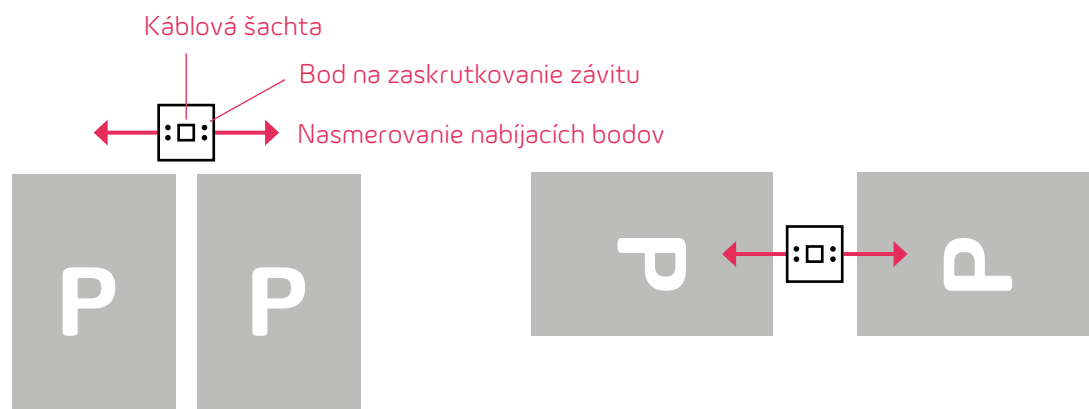 Káblová šachta
Bod na zaskrutkovanie závitu
Nasmerovanie nabíjacích bodov
P
P
P
P